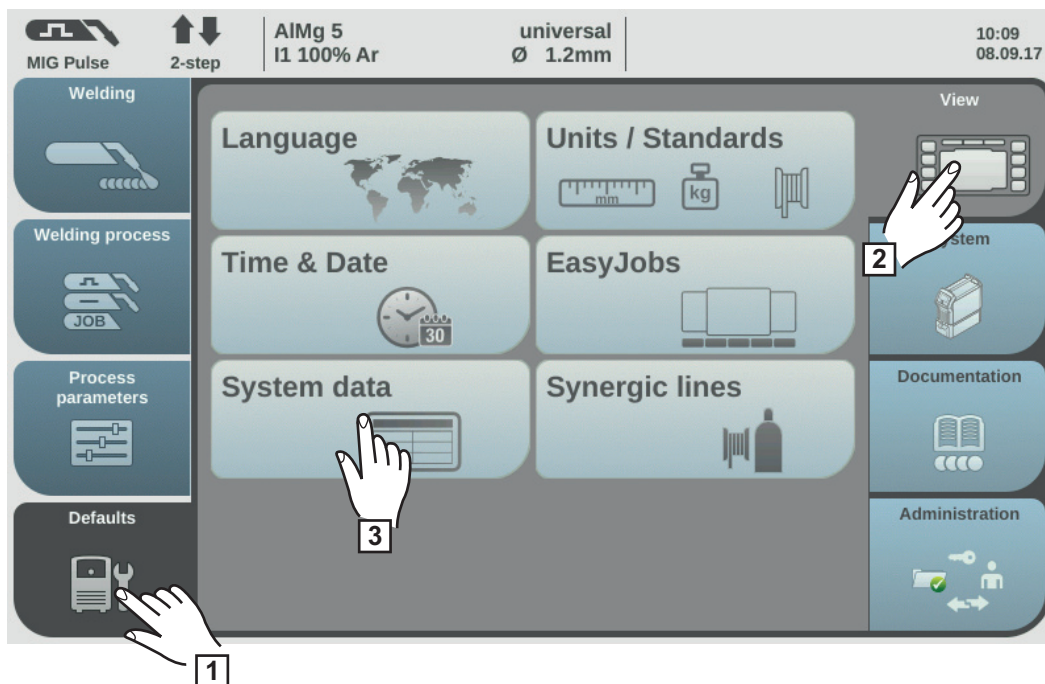 MIG Pulse
2-step
AlMg 5
I1 100% Ar
universal
Ø 1.2mm
10:09
08.09.17
Welding
Welding process
JOB
Process
parameters
Defaults
Language
Units / Standards
mm
kg
Time & Date
30
EasyJobs
System data
Synergic lines
View
2
Documentation
Administration
3
1